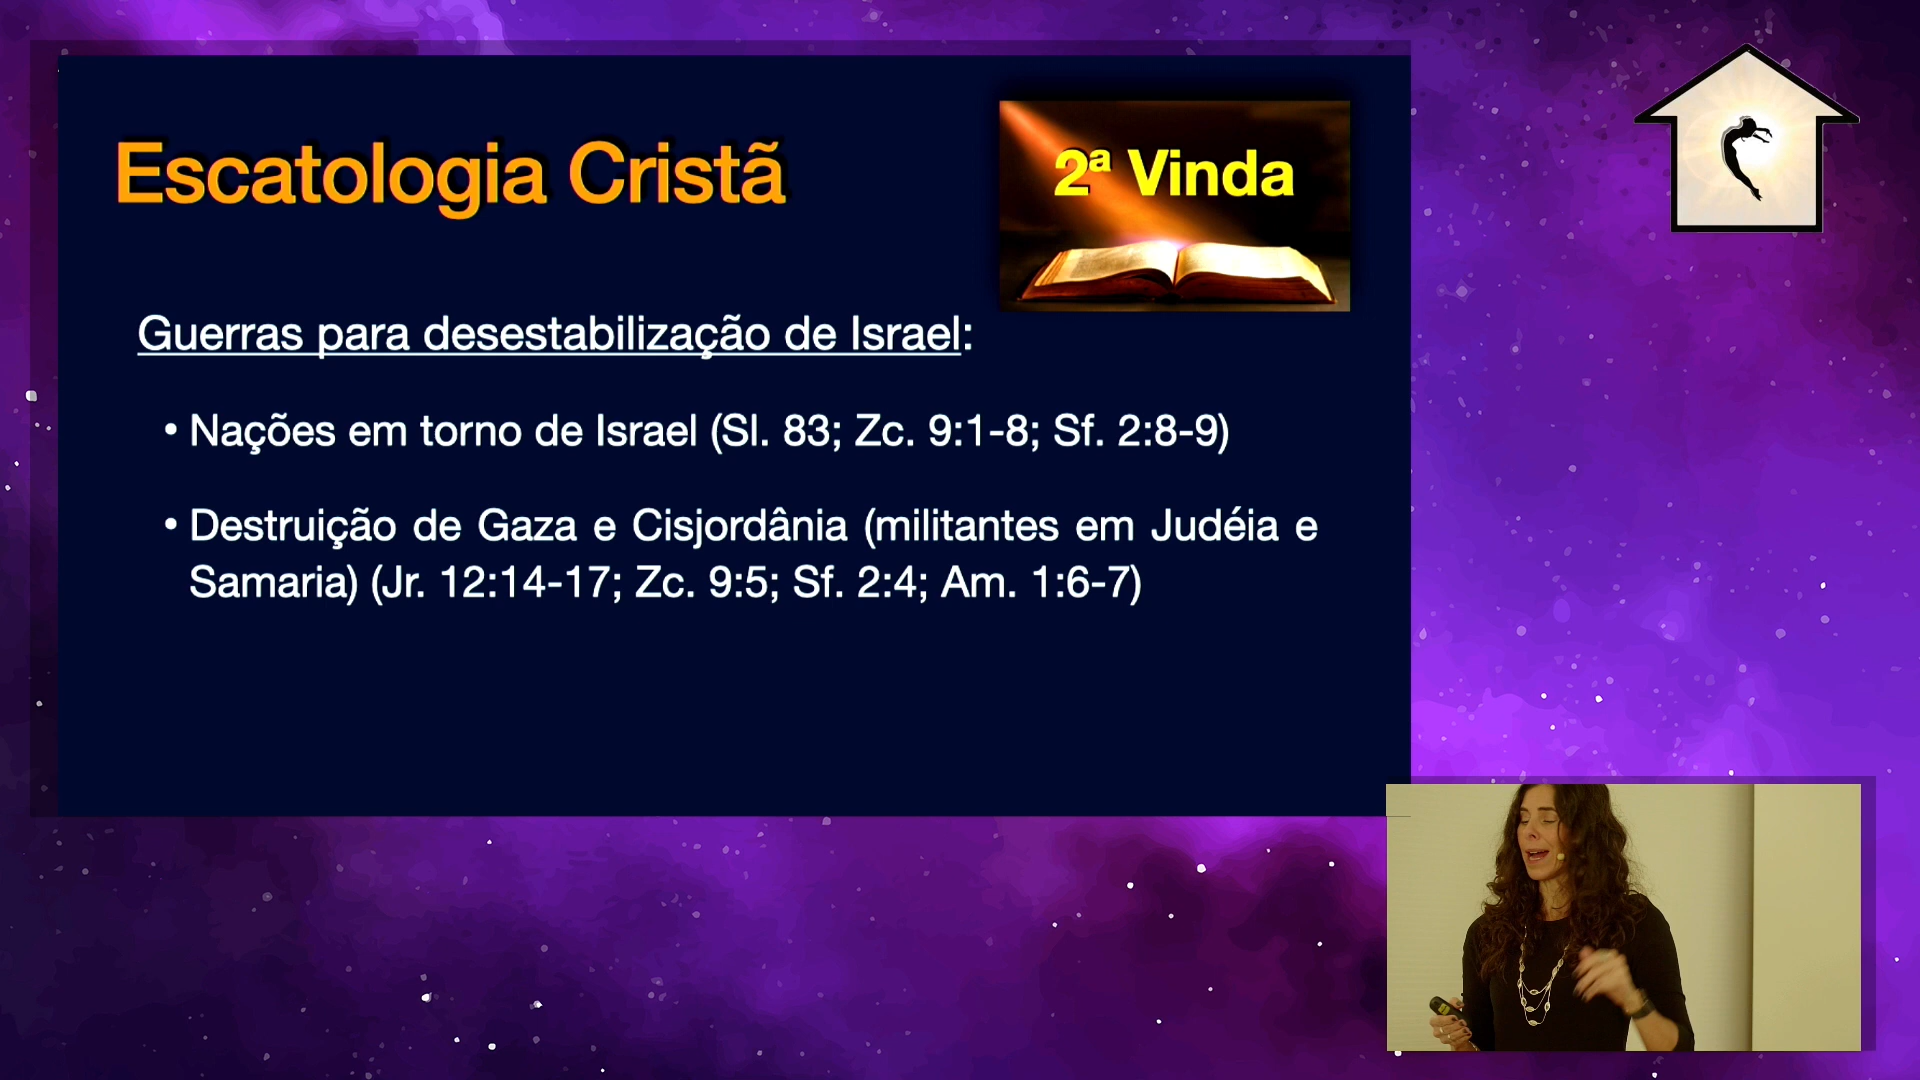 Escatologia Cristã
2ª Vinda
Guerras para desestabilização de Israel:
• Nações em torno de Israel (Sl. 83; Zc. 9:1-8; Sf. 2:8-9)
• Destruição de Gaza e Cisjordânia (militantes em Judéia e
Samaria) (Jr. 12:14-17; Zc. 9:5; Sf. 2:4; Am. 1:6-7)